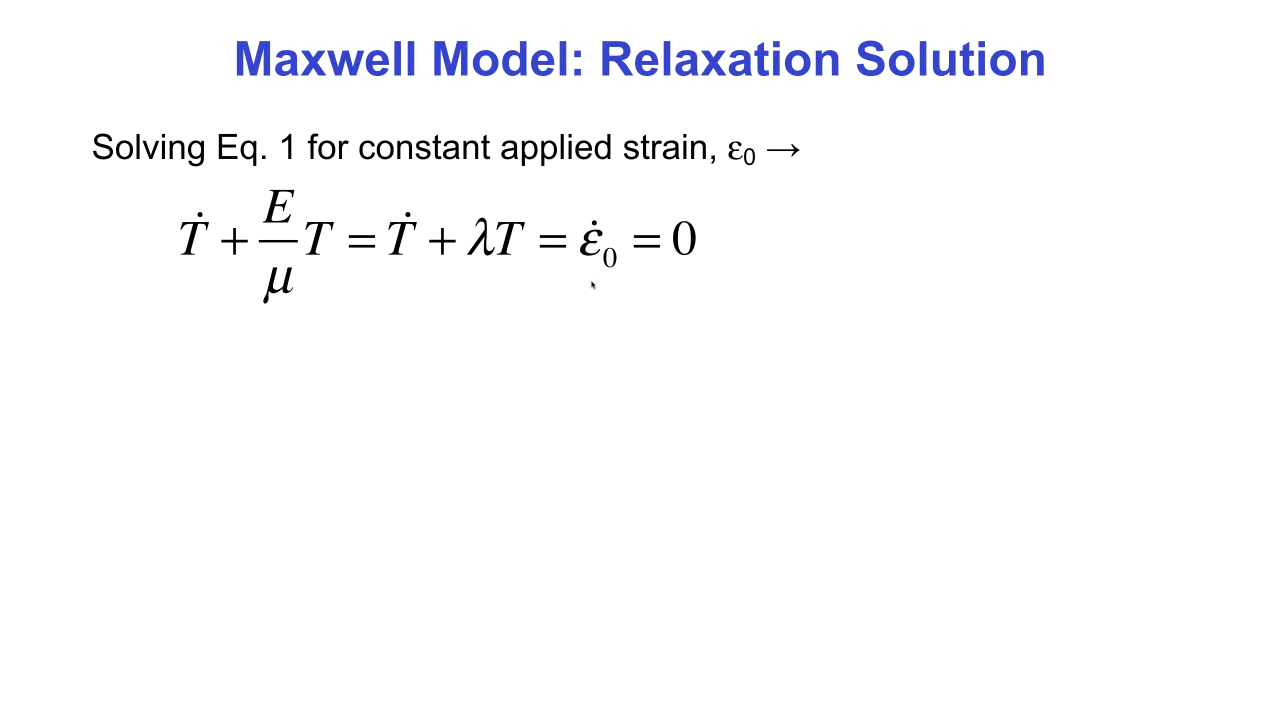 Maxwell Model: Relaxation Solution
Solving Eq. 1 for constant applied strain, ε₀ →
Ṫ + E/μ T = Ṫ + λT = ε̇₀ = 0